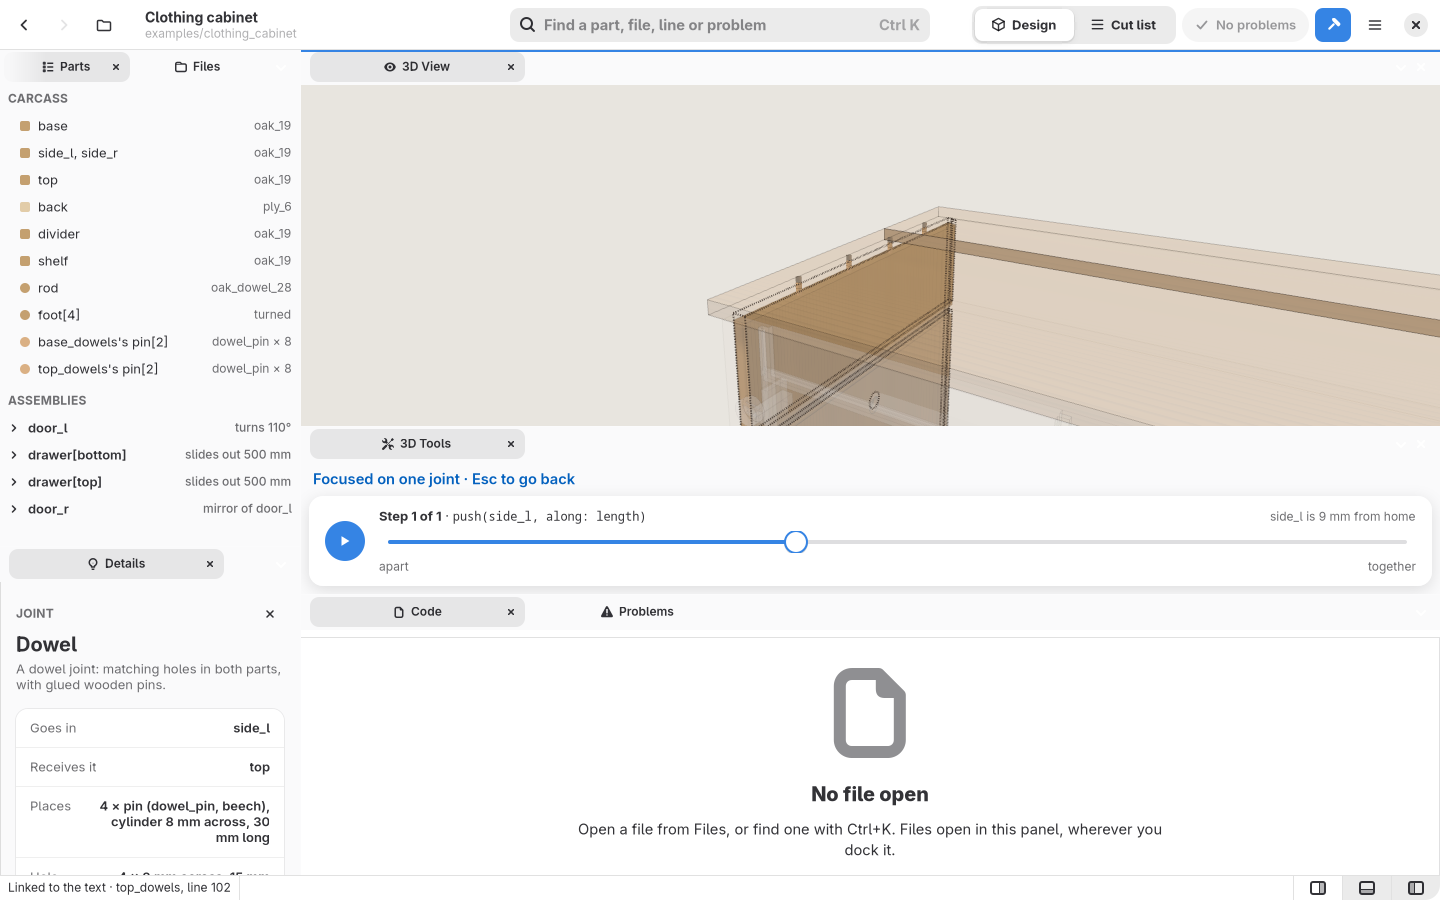 Clothing cabinet
examples/clothing_cabinet
Find a part, file, line or problem
Ctrl K
Design
Cut list
No problems
Parts
Files
3D View
CARCASS
base oak_19
side_l, side_r oak_19
top oak_19
back ply_6
divider oak_19
shelf oak_19
rod oak_dowel_28
foot[4] turned
base_dowels's pin[2] dowel_pin × 8
top_dowels's pin[2] dowel_pin × 8
ASSEMBLIES
door_l turns 110°
drawer[bottom] slides out 500 mm
drawer[top] slides out 500 mm
door_r mirror of door_l
3D Tools
Focused on one joint · Esc to go back
Step 1 of 1 · push(side_l, along: length)
side_l is 9 mm from home
apart
together
Details
JOINT
Dowel
A dowel joint: matching holes in both parts,
with glued wooden pins.
Goes in side_l
Receives it top
Places 4 × pin (dowel_pin, beech),
cylinder 8 mm across, 30
mm long
Code
Problems
No file open
Open a file from Files, or find one with Ctrl+K. Files open in this panel, wherever you
dock it.
Linked to the text · top_dowels, line 102